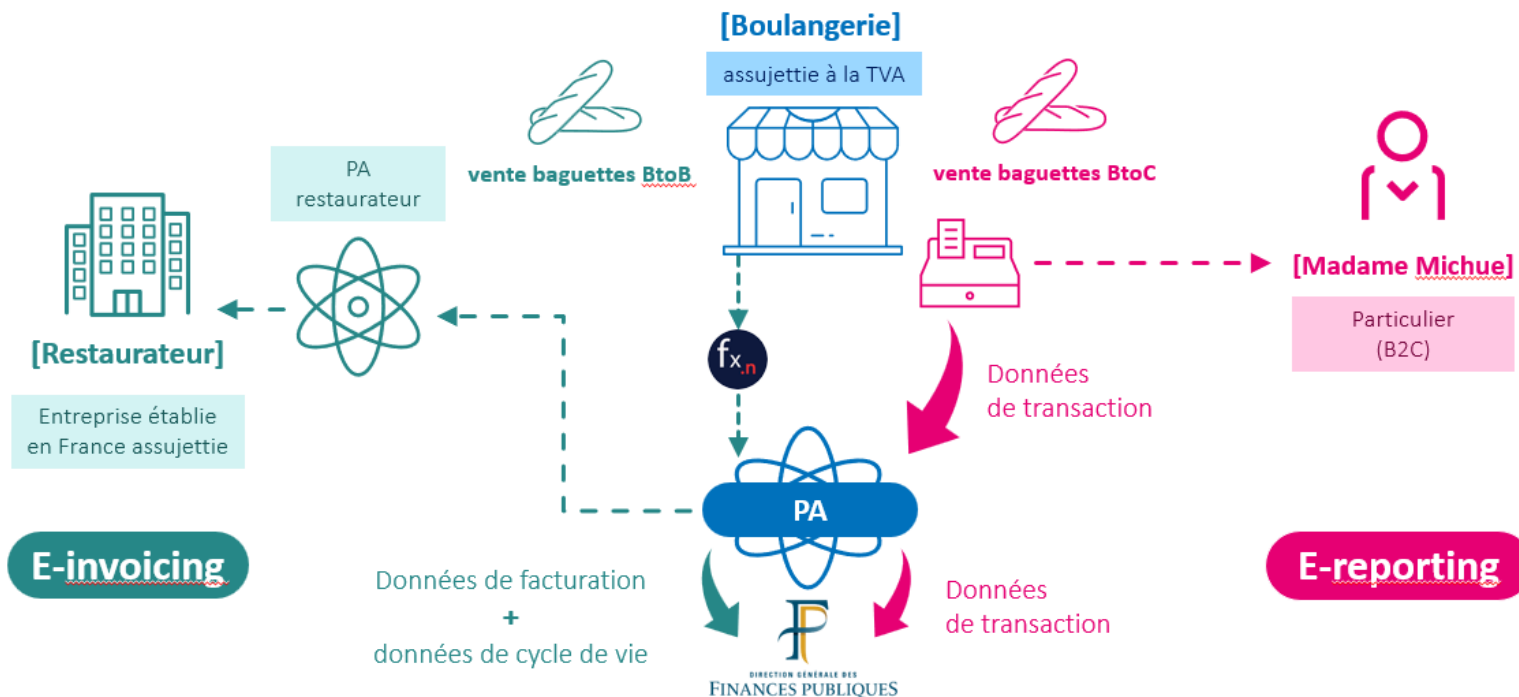 [Boulangerie]
assujettie à la TVA
vente baguettes BtoB
vente baguettes BtoC
PA
restaurateur
[Restaurateur]
Entreprise établie
en France assujettie
[Madame Michue]
Particulier
(B2C)
fx.n
Données
de transaction
PA
E-invoicing
E-reporting
Données de facturation
+
données de cycle de vie
Données
de transaction
DIRECTION GÉNÉRALE DES
FINANCES PUBLIQUES